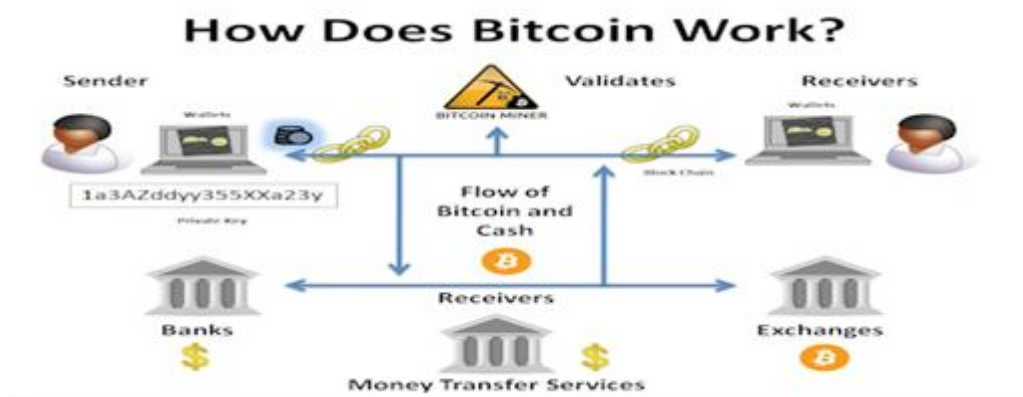 How Does Bitcoin Work?
Sender
Validates
Receivers
Wallets
BITCOIN MINER
Wallets
Block Chain
1a3AZddyy355XXa23y
Private Key
Flow of
Bitcoin and
Cash
Receivers
Banks
Exchanges
Money Transfer Services